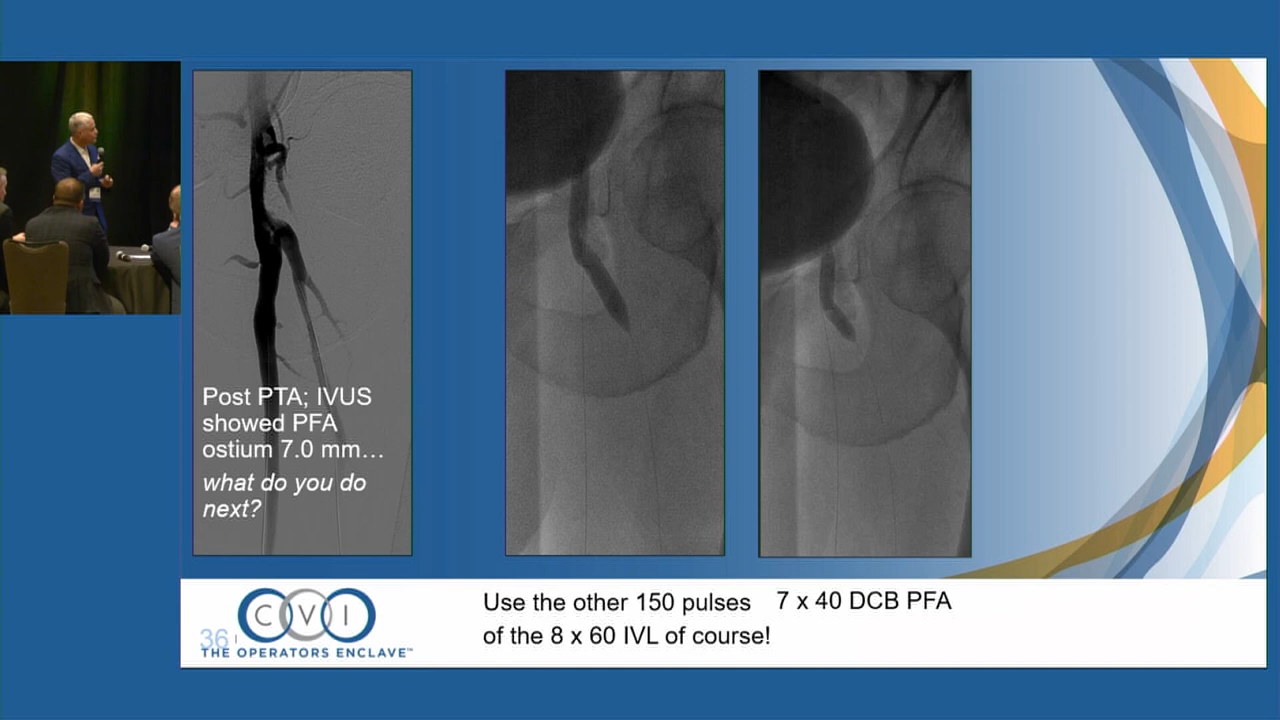 Post PTA; IVUS
showed PFA
ostium 7.0 mm…
what do you do
next?
Use the other 150 pulses
of the 8 x 60 IVL of course!
7 x 40 DCB PFA
CVI
36
THE OPERATORS ENCLAVE™